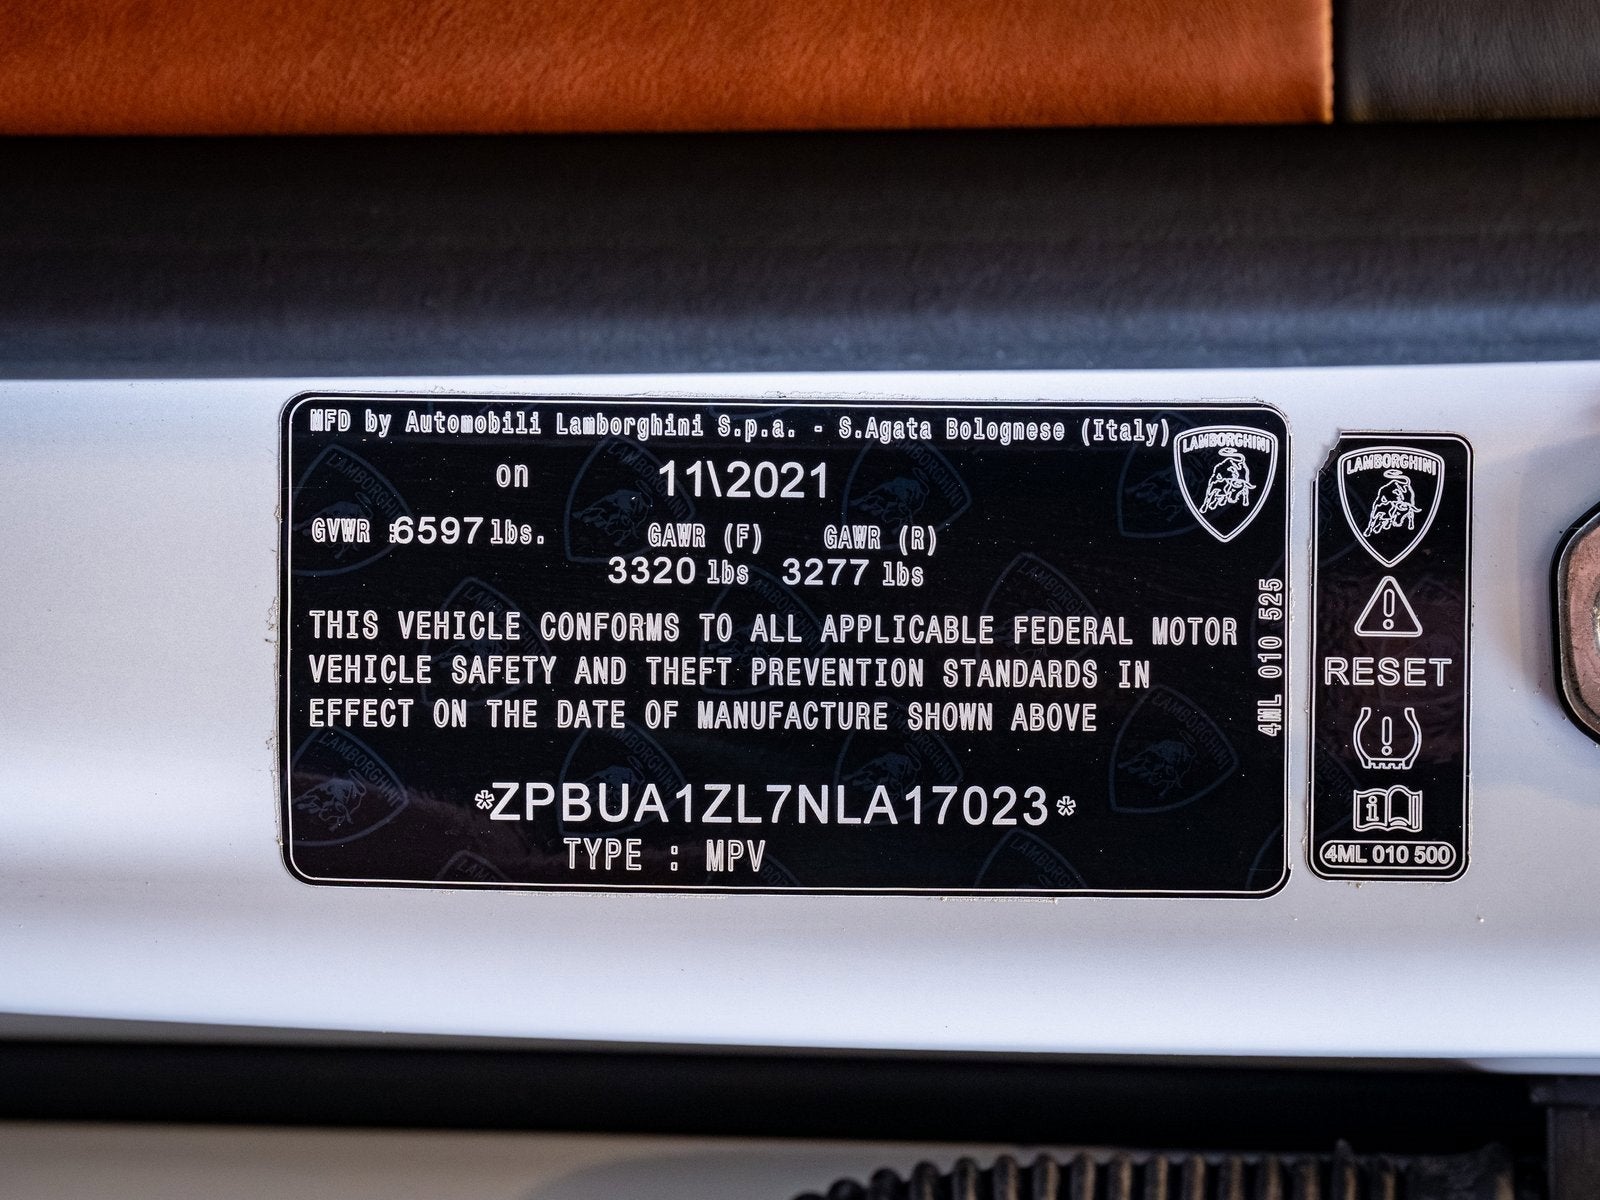 MFD by Automobili Lamborghini S.p.a. - S.Agata Bolognese (Italy)
on 11\2021
GVWR :6597 lbs. GAWR (F) GAWR (R)
3320 lbs 3277 lbs
THIS VEHICLE CONFORMS TO ALL APPLICABLE FEDERAL MOTOR
VEHICLE SAFETY AND THEFT PREVENTION STANDARDS IN
EFFECT ON THE DATE OF MANUFACTURE SHOWN ABOVE
*ZPBUA1ZL7NLA17023*
TYPE : MPV
LAMBORGHINI
4ML 010 525
LAMBORGHINI
RESET
4ML 010 500